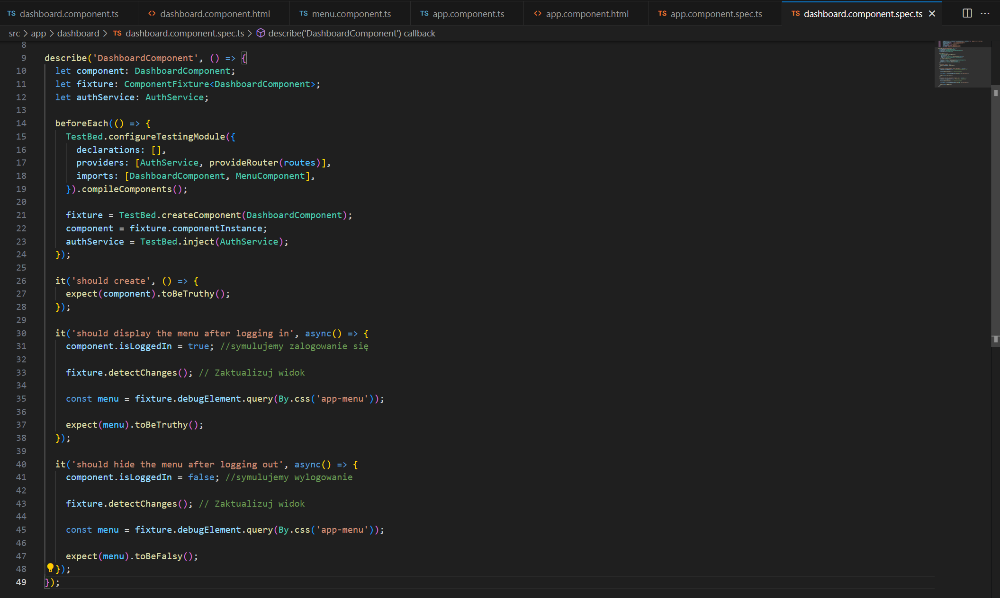 TS dashboard.component.ts <> dashboard.component.html TS menu.component.ts TS app.component.ts <> app.component.html TS app.component.spec.ts TS dashboard.component.spec.ts
src > app > dashboard > TS dashboard.component.spec.ts > describe('DashboardComponent') callback
8
9 describe('DashboardComponent', () => {
10 let component: DashboardComponent;
11 let fixture: ComponentFixture<DashboardComponent>;
12 let authService: AuthService;
13
14 beforeEach(() => {
15 TestBed.configureTestingModule({
16 declarations: [],
17 providers: [AuthService, provideRouter(routes)],
18 imports: [DashboardComponent, MenuComponent],
19 }).compileComponents();
20
21 fixture = TestBed.createComponent(DashboardComponent);
22 component = fixture.componentInstance;
23 authService = TestBed.inject(AuthService);
24 });
25
26 it('should create', () => {
27 expect(component).toBeTruthy();
28 });
29
30 it('should display the menu after logging in', async() => {
31 component.isLoggedIn = true; //symulujemy zalogowanie się
32
33 fixture.detectChanges(); // Zaktualizuj widok
34
35 const menu = fixture.debugElement.query(By.css('app-menu'));
36
37 expect(menu).toBeTruthy();
38 });
39
40 it('should hide the menu after logging out', async() => {
41 component.isLoggedIn = false; //symulujemy wylogowanie
42
43 fixture.detectChanges(); // Zaktualizuj widok
44
45 const menu = fixture.debugElement.query(By.css('app-menu'));
46
47 expect(menu).toBeFalsy();
48 });
49 });